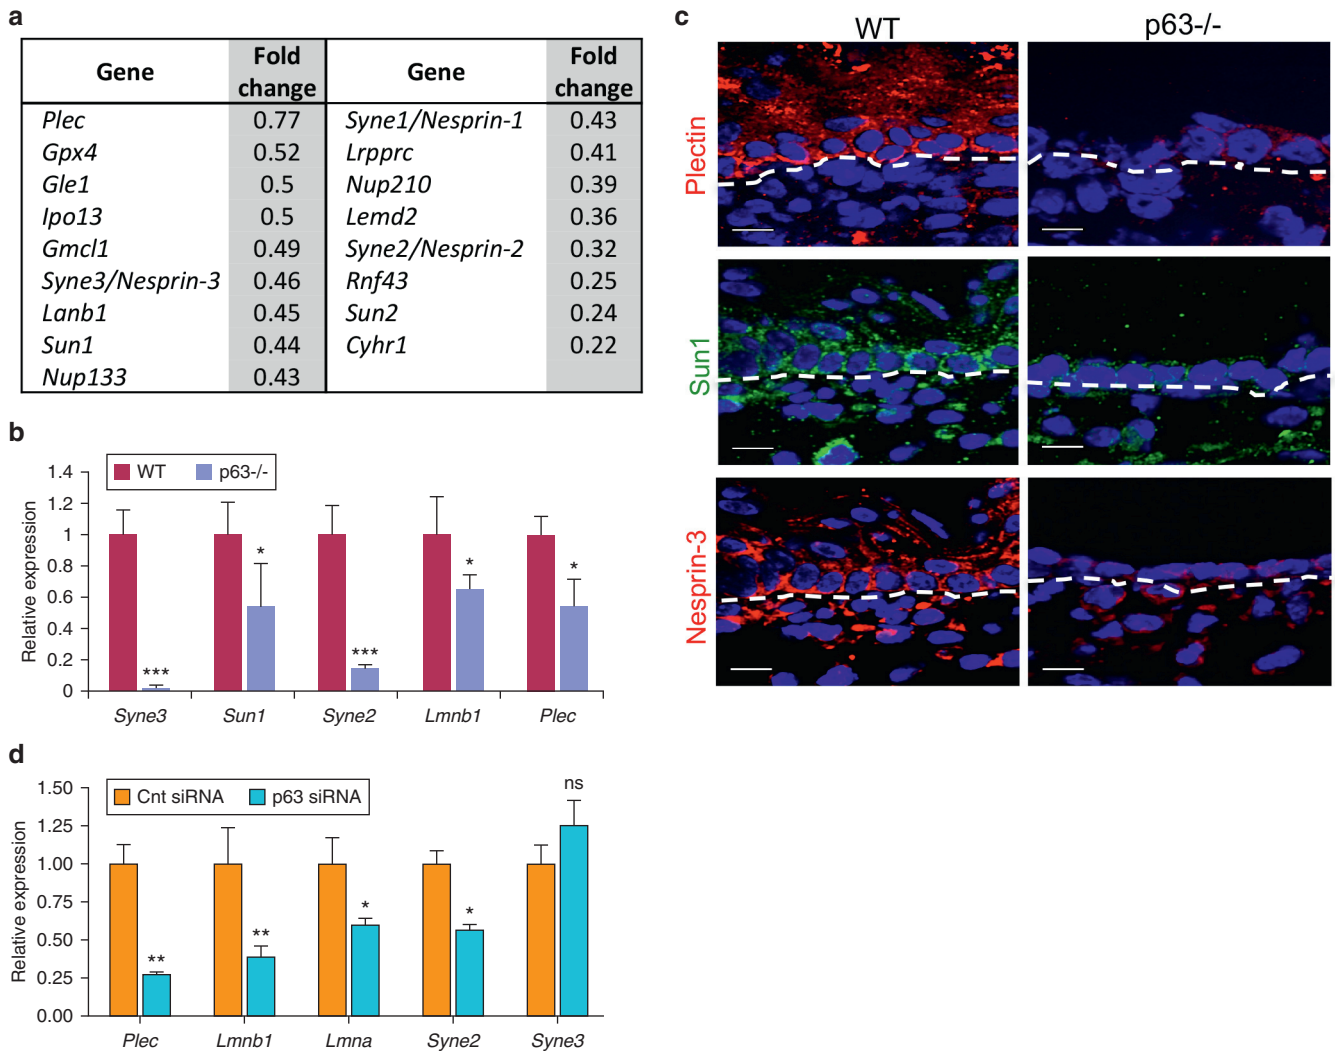 a
Gene Fold change Gene Fold change
Plec 0.77 Syne1/Nesprin-1 0.43
Gpx4 0.52 Lrpprc 0.41
Gle1 0.5 Nup210 0.39
Ipo13 0.5 Lemd2 0.36
Gmcl1 0.49 Syne2/Nesprin-2 0.32
Syne3/Nesprin-3 0.46 Rnf43 0.25
Lanb1 0.45 Sun2 0.24
Sun1 0.44 Cyhr1 0.22
Nup133 0.43
b
WT p63-/-
Relative expression
1.4
1.2
1
0.8
0.6
0.4
0.2
0
*** * *** * *
Syne3 Sun1 Syne2 Lmnb1 Plec
c
WT p63-/-
Plectin
Sun1
Nesprin-3
d
Cnt siRNA p63 siRNA
Relative expression
1.50
1.25
1.00
0.75
0.50
0.25
0.00
** ** * * ns
Plec Lmnb1 Lmna Syne2 Syne3